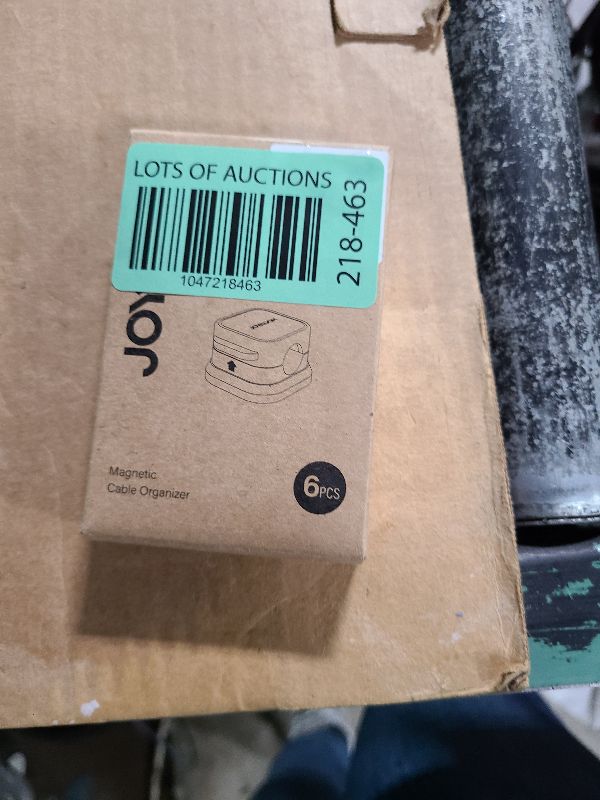 LOTS OF AUCTIONS
218-463
1047218463
JOY
Magnetic
Cable Organizer
6PCS